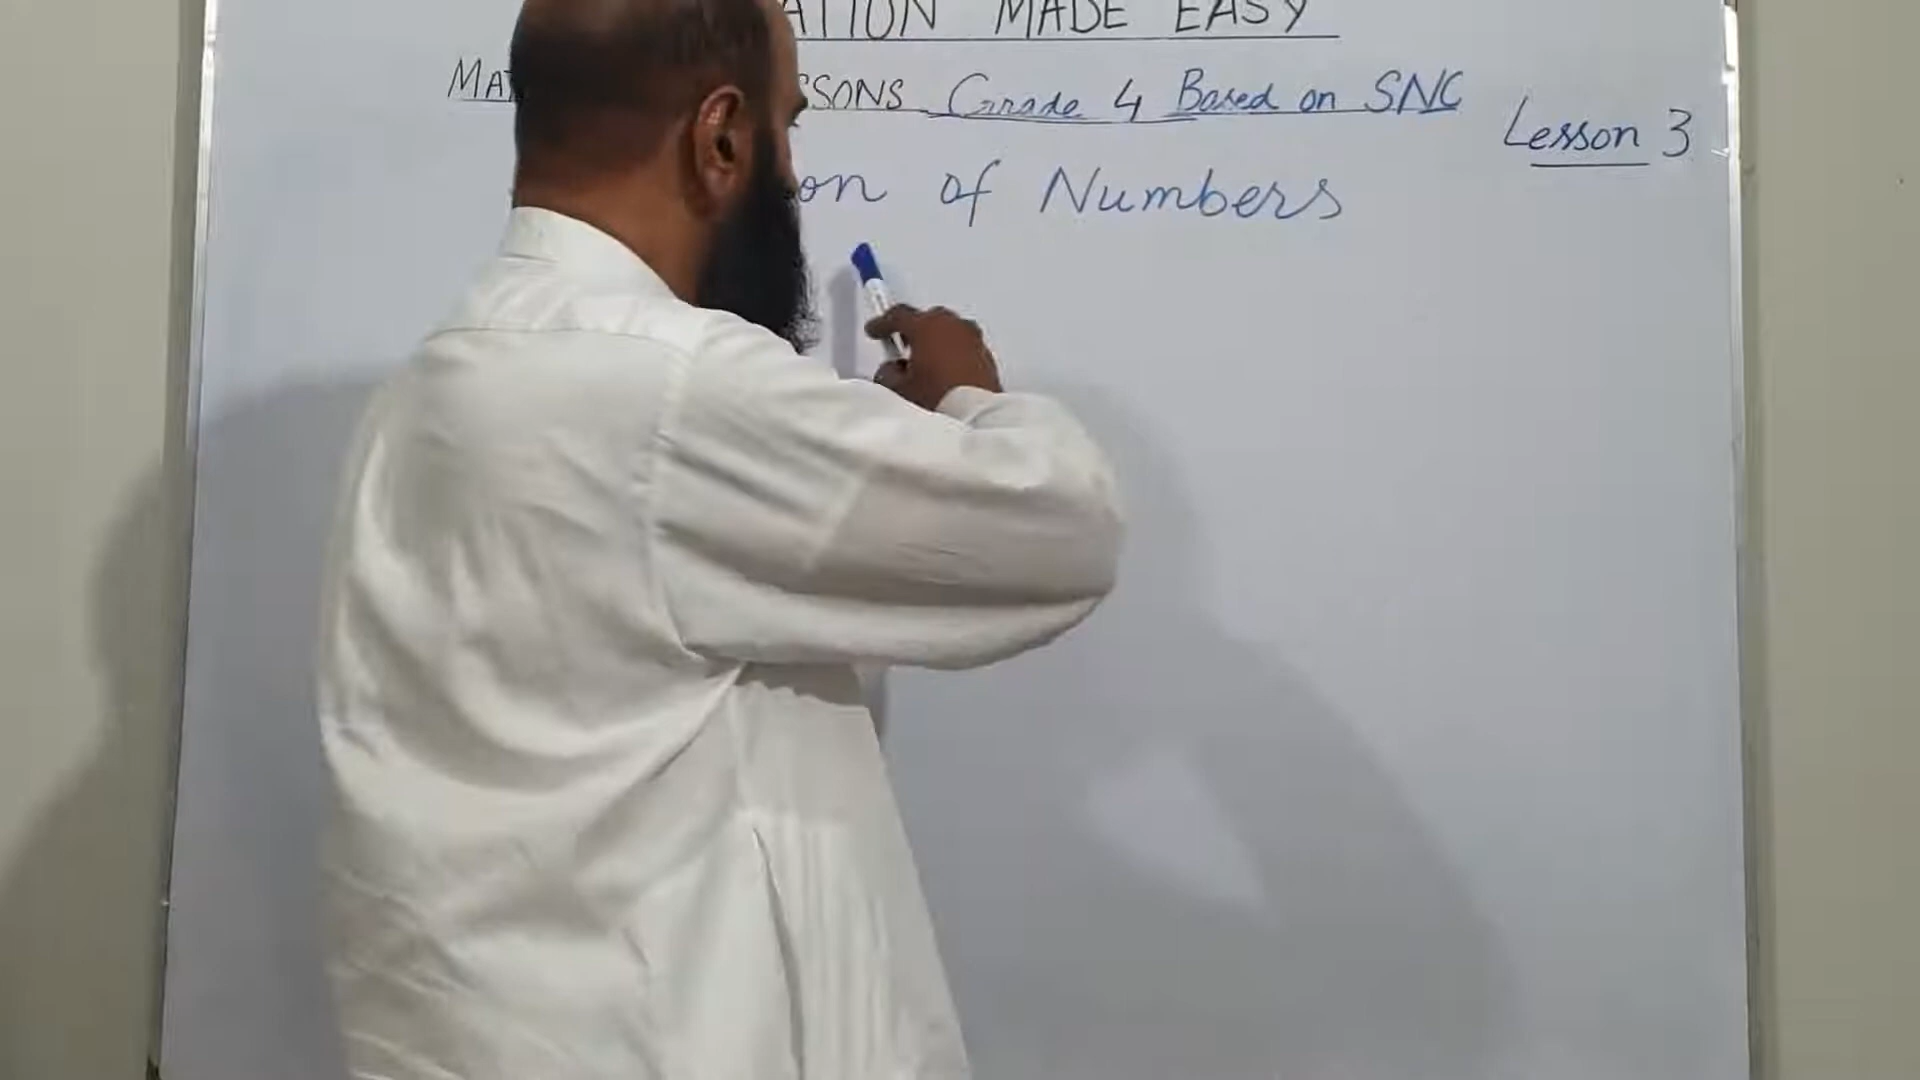 ATION MADE EASY
MAT SSONS Grade 4 Based on SNC
Lesson 3
on of Numbers